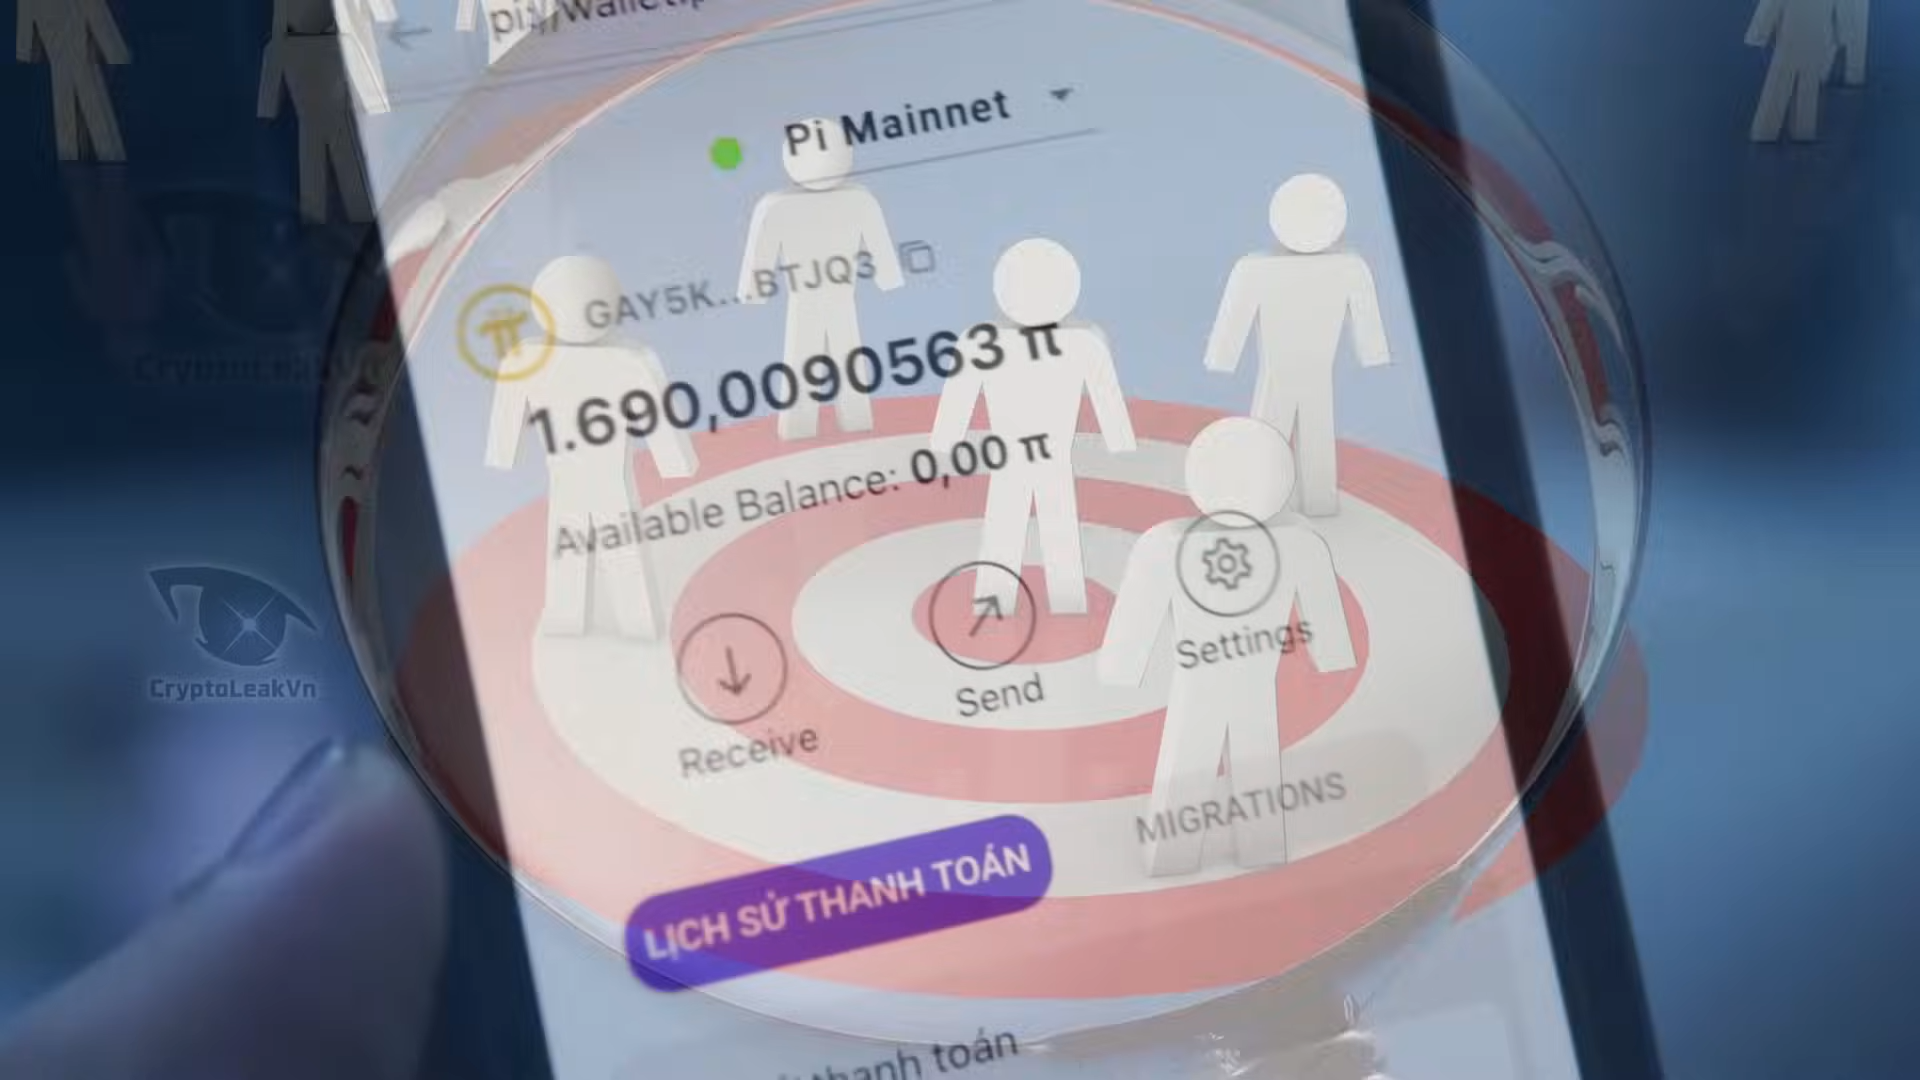 Pi Mainnet
GAY5K...BTJQ3
1.690,0090563 π
Available Balance: 0,00 π
Receive
Send
Settings
LỊCH SỬ THANH TOÁN
MIGRATIONS
thanh toán
CryptoLeakVn